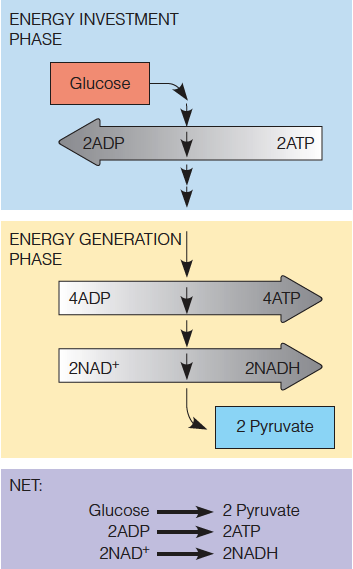 ENERGY INVESTMENT
PHASE
Glucose
2ADP 2ATP
ENERGY GENERATION
PHASE
4ADP 4ATP
2NAD⁺ 2NADH
2 Pyruvate
NET:
Glucose 2 Pyruvate
2ADP 2ATP
2NAD⁺ 2NADH